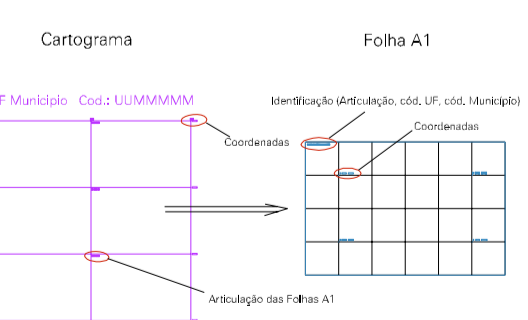 Cartograma
Folha A1
F Municipio Cod.: UUMMMMM
Identificação (Articulação, cód. UF, cód. Município)
Coordenadas
Coordenadas
Articulação das Folhas A1